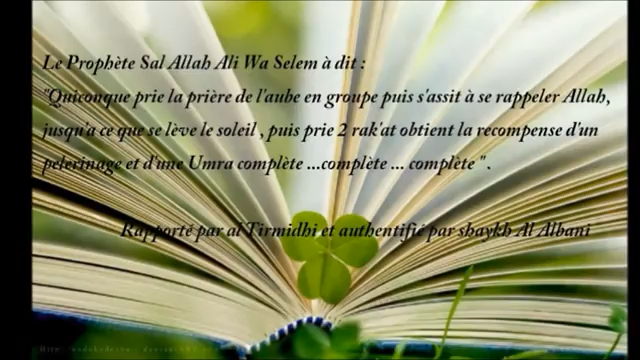 Le Prophète Sal Allah Ali Wa Selem à dit :
"Quiconque prie la prière de l'aube en groupe puis s'assit à se rappeler Allah,
jusqu'a ce que se lève le soleil , puis prie 2 rak'at obtient la recompense d'un
pelerinage et d'une Umra complète ...complète ... complète " .
Rapporté par al Tirmidhi et authentifié par shaykh Al Albani